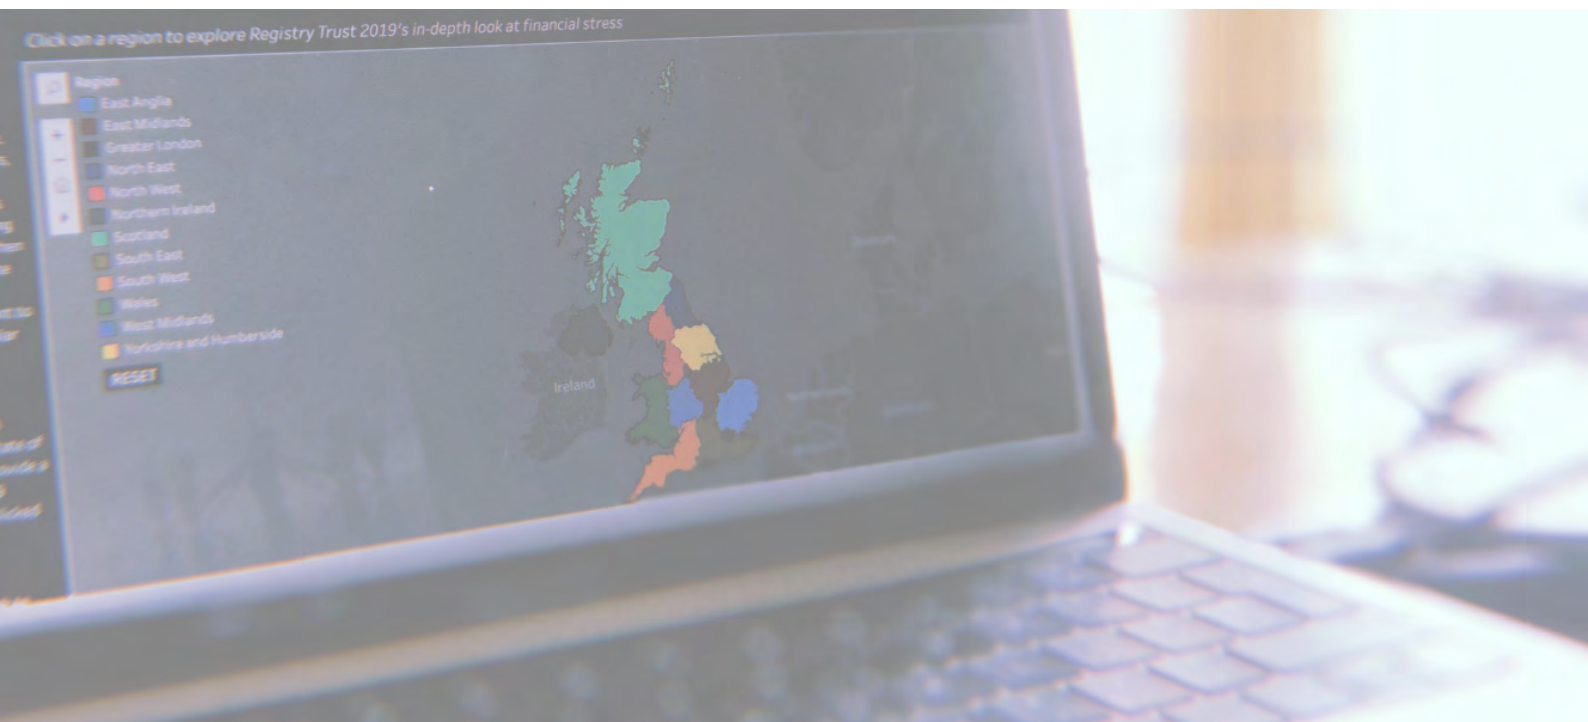 Click on a region to explore Registry Trust 2019's in-depth look at financial stress
Region
East Anglia
East Midlands
Greater London
North East
North West
Northern Ireland
Scotland
South East
South West
Wales
West Midlands
Yorkshire and Humberside
RESET
Ireland